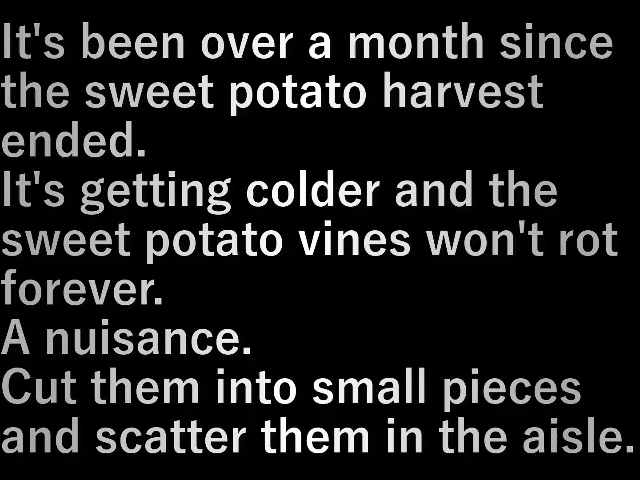 It's been over a month since
the sweet potato harvest
ended.
It's getting colder and the
sweet potato vines won't rot
forever.
A nuisance.
Cut them into small pieces
and scatter them in the aisle.